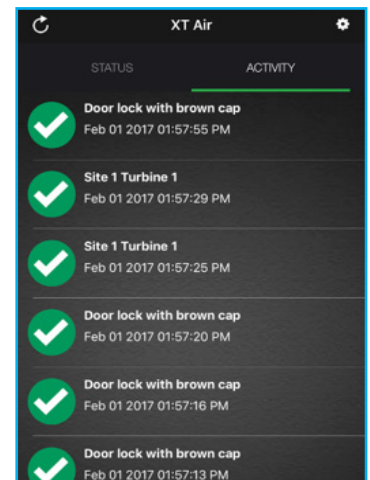 XT Air
STATUS ACTIVITY
Door lock with brown cap
Feb 01 2017 01:57:55 PM
Site 1 Turbine 1
Feb 01 2017 01:57:29 PM
Site 1 Turbine 1
Feb 01 2017 01:57:25 PM
Door lock with brown cap
Feb 01 2017 01:57:20 PM
Door lock with brown cap
Feb 01 2017 01:57:16 PM
Door lock with brown cap
Feb 01 2017 01:57:13 PM